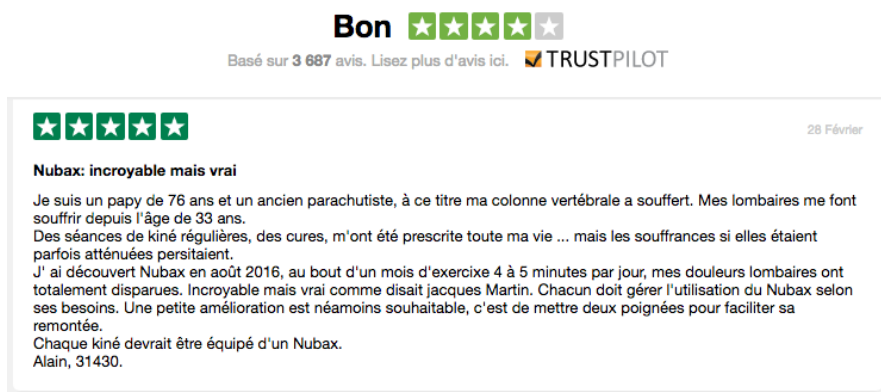 Bon
Basé sur 3 687 avis. Lisez plus d'avis ici. TRUSTPILOT
28 Février
Nubax: incroyable mais vrai
Je suis un papy de 76 ans et un ancien parachutiste, à ce titre ma colonne vertébrale a souffert. Mes lombaires me font
souffrir depuis l'âge de 33 ans.
Des séances de kiné régulières, des cures, m'ont été prescrite toute ma vie ... mais les souffrances si elles étaient
parfois atténuées persitaient.
J' ai découvert Nubax en août 2016, au bout d'un mois d'exercixe 4 à 5 minutes par jour, mes douleurs lombaires ont
totalement disparues. Incroyable mais vrai comme disait jacques Martin. Chacun doit gérer l'utilisation du Nubax selon
ses besoins. Une petite amélioration est néamoins souhaitable, c'est de mettre deux poignées pour faciliter sa
remontée.
Chaque kiné devrait être équipé d'un Nubax.
Alain, 31430.